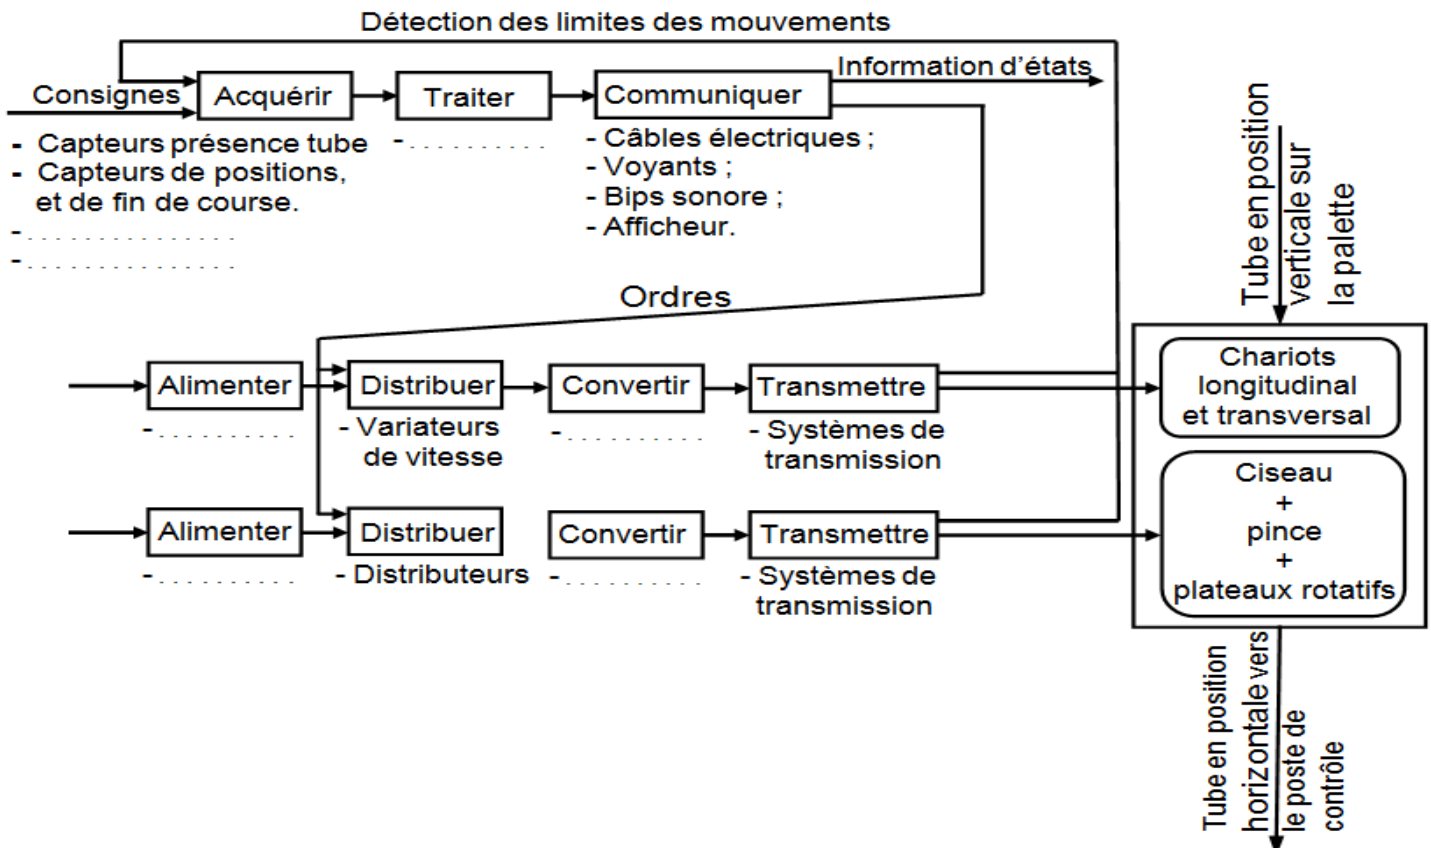 Détection des limites des mouvements
Information d'états
Consignes
Acquérir
Traiter
Communiquer
- Capteurs présence tube
- Capteurs de positions,
et de fin de course.
- . . . . . . . . . . . . . . .
- . . . . . . . . . . . . . . .
- . . . . . . . . . .
- Câbles électriques ;
- Voyants ;
- Bips sonore ;
- Afficheur.
Tube en position
verticale sur
la palette
Ordres
Alimenter
Distribuer
Convertir
Transmettre
- . . . . . . . . . .
- Variateurs
de vitesse
- . . . . . . . . . .
- Systèmes de
transmission
Chariots
longitudinal
et transversal
Alimenter
Distribuer
Convertir
Transmettre
- . . . . . . . . . .
- Distributeurs
- . . . . . . . . . .
- Systèmes de
transmission
Ciseau
+
pince
+
plateaux rotatifs
Tube en position
horizontale vers
le poste de
contrôle